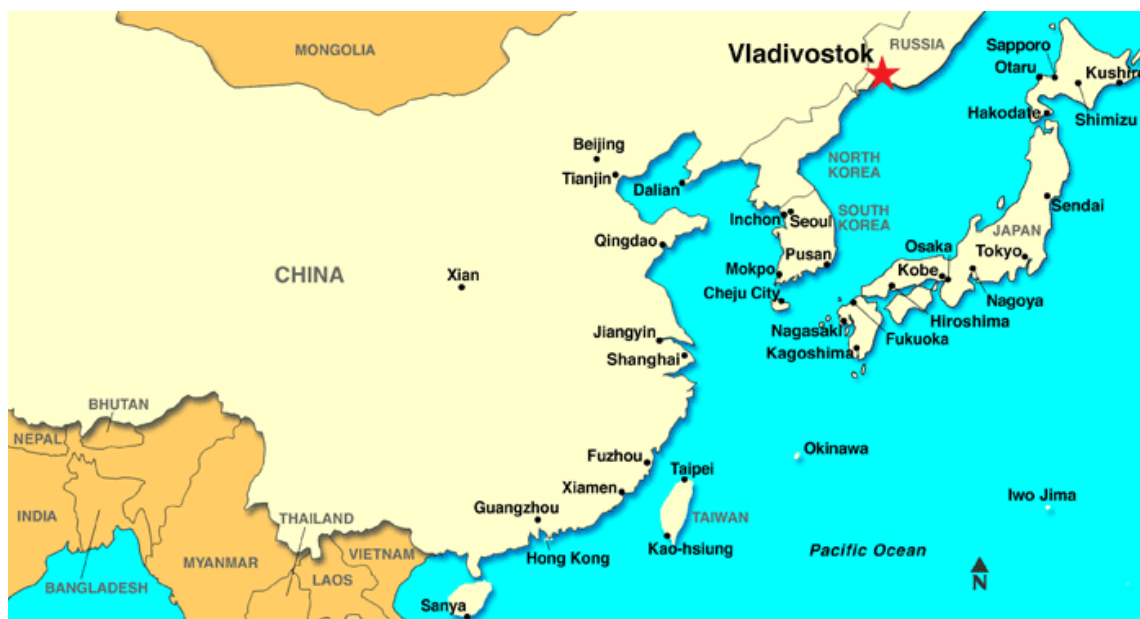 MONGOLIA
Vladivostok
RUSSIA
Sapporo
Otaru
Kushiro
Hakodate
Shimizu
Beijing
Tianjin
Dalian
NORTH
KOREA
Inchon
Seoul
SOUTH
KOREA
Sendai
Qingdao
JAPAN
Osaka
Tokyo
Pusan
CHINA
Xian
Mokpo
Kobe
Cheju City
Nagoya
Hiroshima
Jiangyin
Nagasaki
Fukuoka
Shanghai
Kagoshima
BHUTAN
NEPAL
Fuzhou
Okinawa
Taipei
Xiamen
Iwo Jima
Guangzhou
INDIA
THAILAND
TAIWAN
Hong Kong
Kao-hsiung
Pacific Ocean
VIETNAM
MYANMAR
LAOS
BANGLADESH
N
Sanya